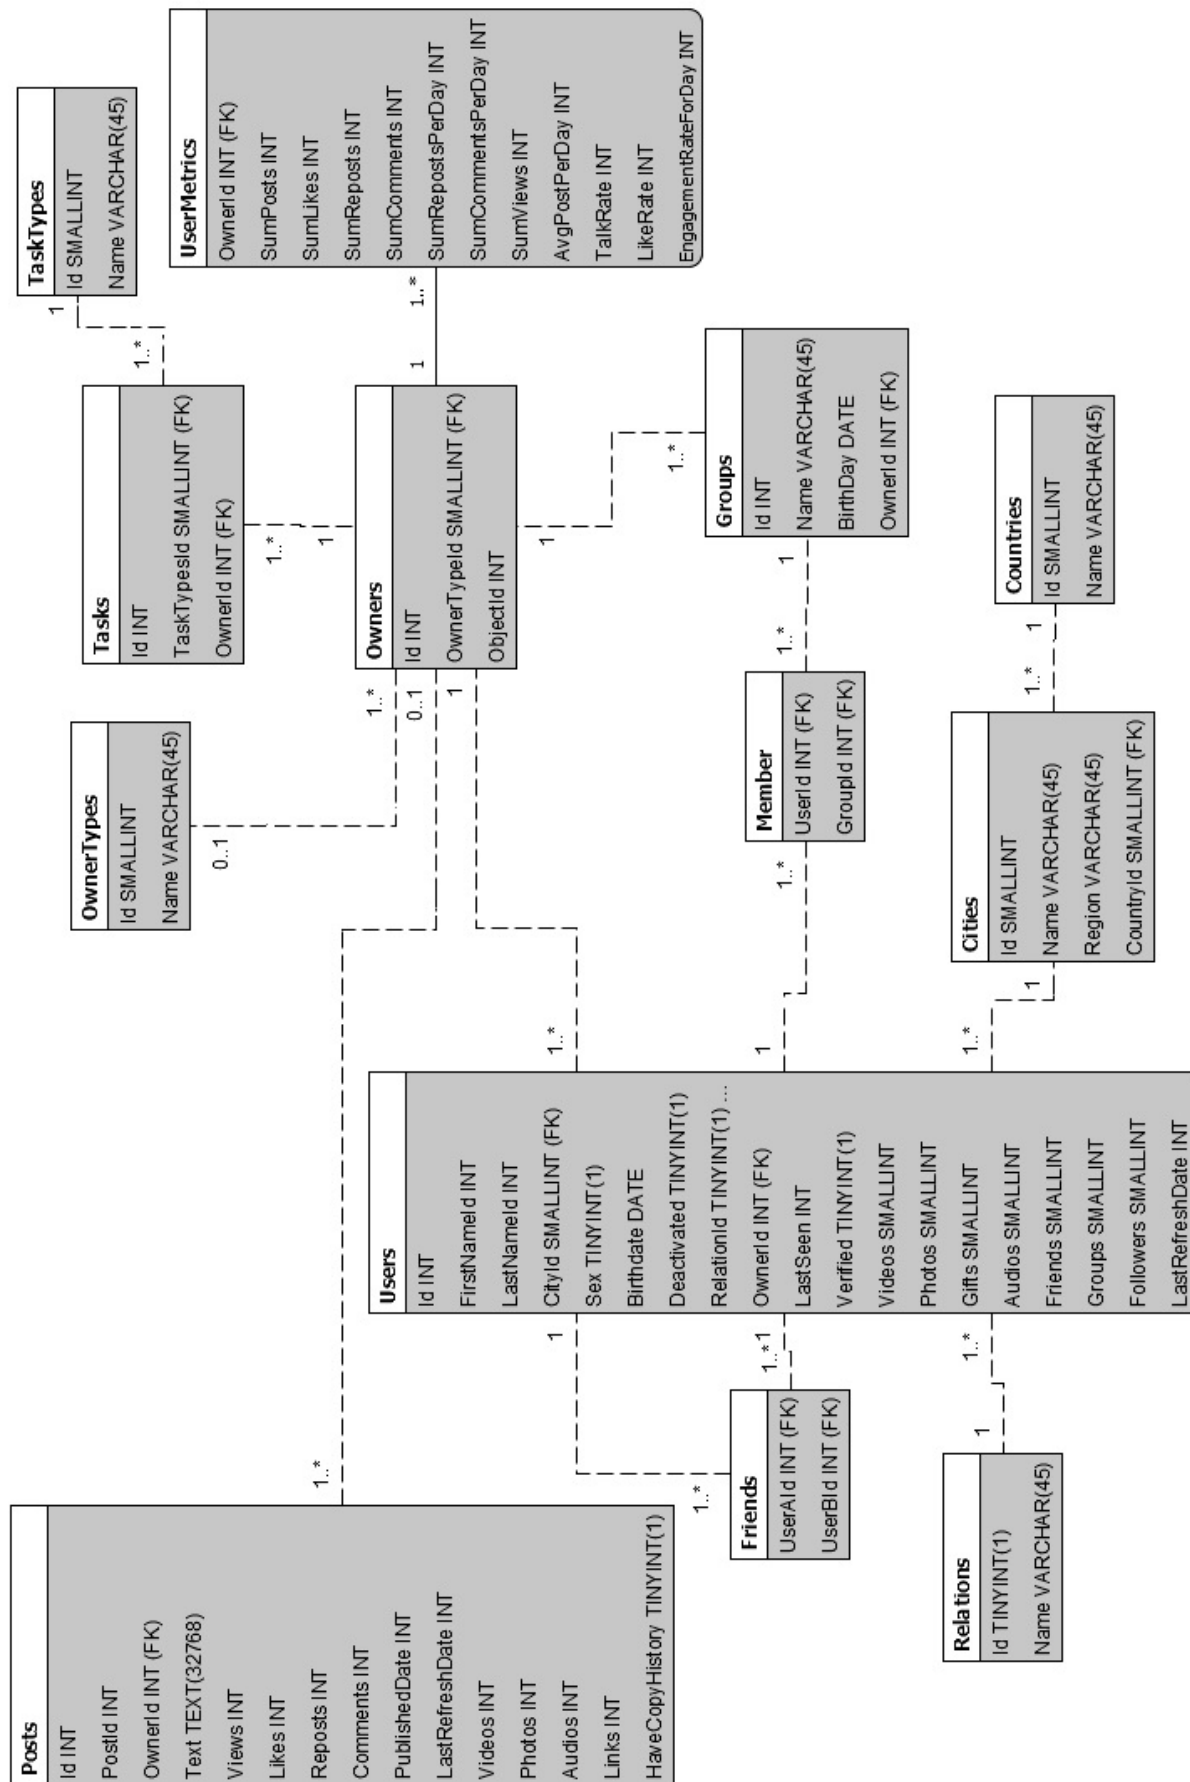 Posts
Id INT
PostId INT
OwnerId INT (FK)
Text TEXT(32768)
Views INT
Likes INT
Reposts INT
Comments INT
PublishedDate INT
LastRefreshDate INT
Videos INT
Photos INT
Audios INT
Links INT
HaveCopyHistory TINYINT(1)
1..*
0..1
OwnerTypes
Id SMALLINT
Name VARCHAR(45)
0..1
1..*
Tasks
Id INT
TaskTypesId SMALLINT (FK)
OwnerId INT (FK)
1..*
1
1..*
1
TaskTypes
Id SMALLINT
Name VARCHAR(45)
Owners
Id INT
OwnerTypeId SMALLINT (FK)
ObjectId INT
1
1..*
UserMetrics
OwnerId INT (FK)
SumPosts INT
SumLikes INT
SumReposts INT
SumComments INT
SumRepostsPerDay INT
SumCommentsPerDay INT
SumViews INT
AvgPostPerDay INT
TalkRate INT
LikeRate INT
EngagementRateForDay INT
1
1..*
1
1..*
Users
Id INT
FirstNameId INT
LastNameId INT
CityId SMALLINT (FK)
Sex TINYINT(1)
Birthdate DATE
Deactivated TINYINT(1)
RelationId TINYINT(1) ...
OwnerId INT (FK)
LastSeen INT
Verified TINYINT(1)
Videos SMALLINT
Photos SMALLINT
Gifts SMALLINT
Audios SMALLINT
Friends SMALLINT
Groups SMALLINT
Followers SMALLINT
LastRefreshDate INT
1
1..*
1..*
1
Friends
UserAId INT (FK)
UserBId INT (FK)
1
1..*
Relations
Id TINYINT(1)
Name VARCHAR(45)
1
1..*
Member
UserId INT (FK)
GroupId INT (FK)
1..*
1
Groups
Id INT
Name VARCHAR(45)
BirthDay DATE
OwnerId INT (FK)
1..*
1
Cities
Id SMALLINT
Name VARCHAR(45)
Region VARCHAR(45)
CountryId SMALLINT (FK)
1..*
1
Countries
Id SMALLINT
Name VARCHAR(45)